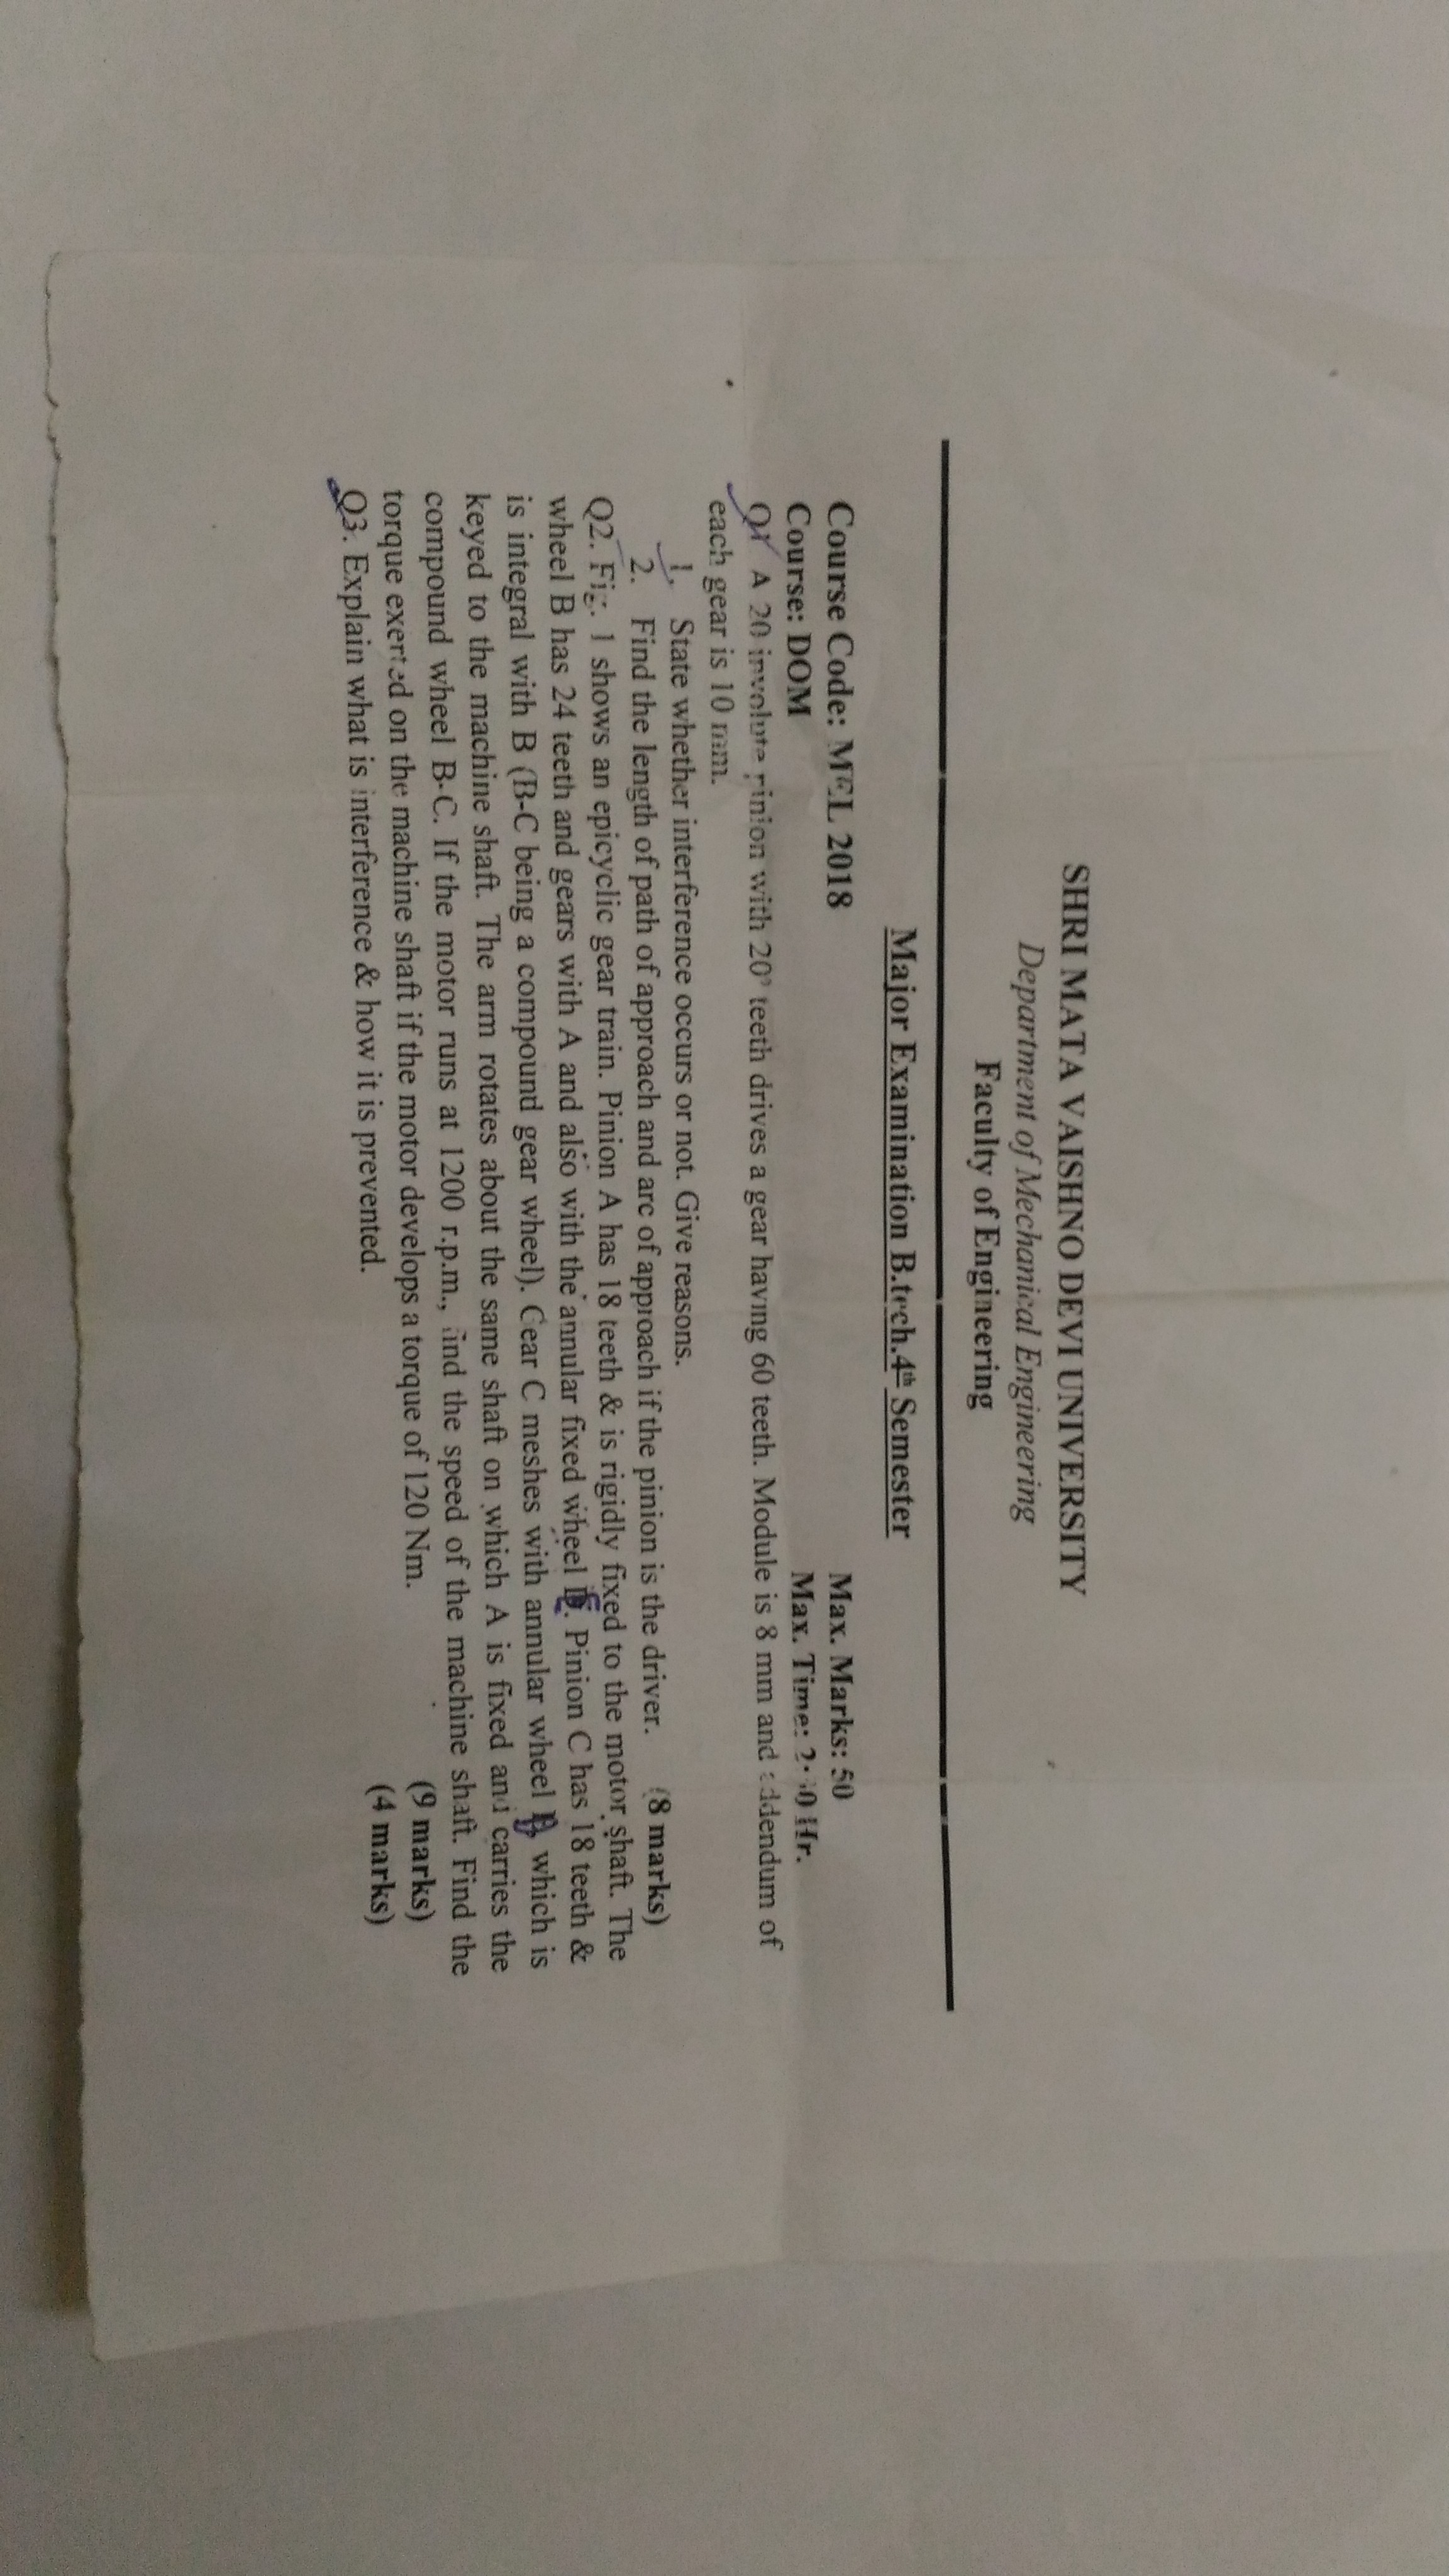 SHRI MATA VAISHNO DEVI UNIVERSITY
Department of Mechanical Engineering
Faculty of Engineering
Major Examination B.tech.4th Semester
Course Code: MEL 2018 Max. Marks: 50
Course: DOM Max. Time: Hr.
A 20 involute pinion with 20° teeth drives a gear having 60 teeth. Module is 8 mm and addendum of
each gear is 10 mm.
1. State whether interference occurs or not. Give reasons.
2. Find the length of path of approach and arc of approach if the pinion is the driver. (8 marks)
Q2. Fig. 1 shows an epicyclic gear train. Pinion A has 18 teeth & is rigidly fixed to the motor shaft. The
wheel B has 24 teeth and gears with A and also with the annular fixed wheel E. Pinion C has 18 teeth &
is integral with B (B-C being a compound gear wheel). Gear C meshes with annular wheel which is
keyed to the machine shaft. The arm rotates about the same shaft on which A is fixed and carries the
compound wheel B-C. If the motor runs at 1200 r.p.m., find the speed of the machine shaft. Find the
torque exerted on the machine shaft if the motor develops a torque of 120 Nm. (9 marks)
Q3. Explain what is interference & how it is prevented. (4 marks)